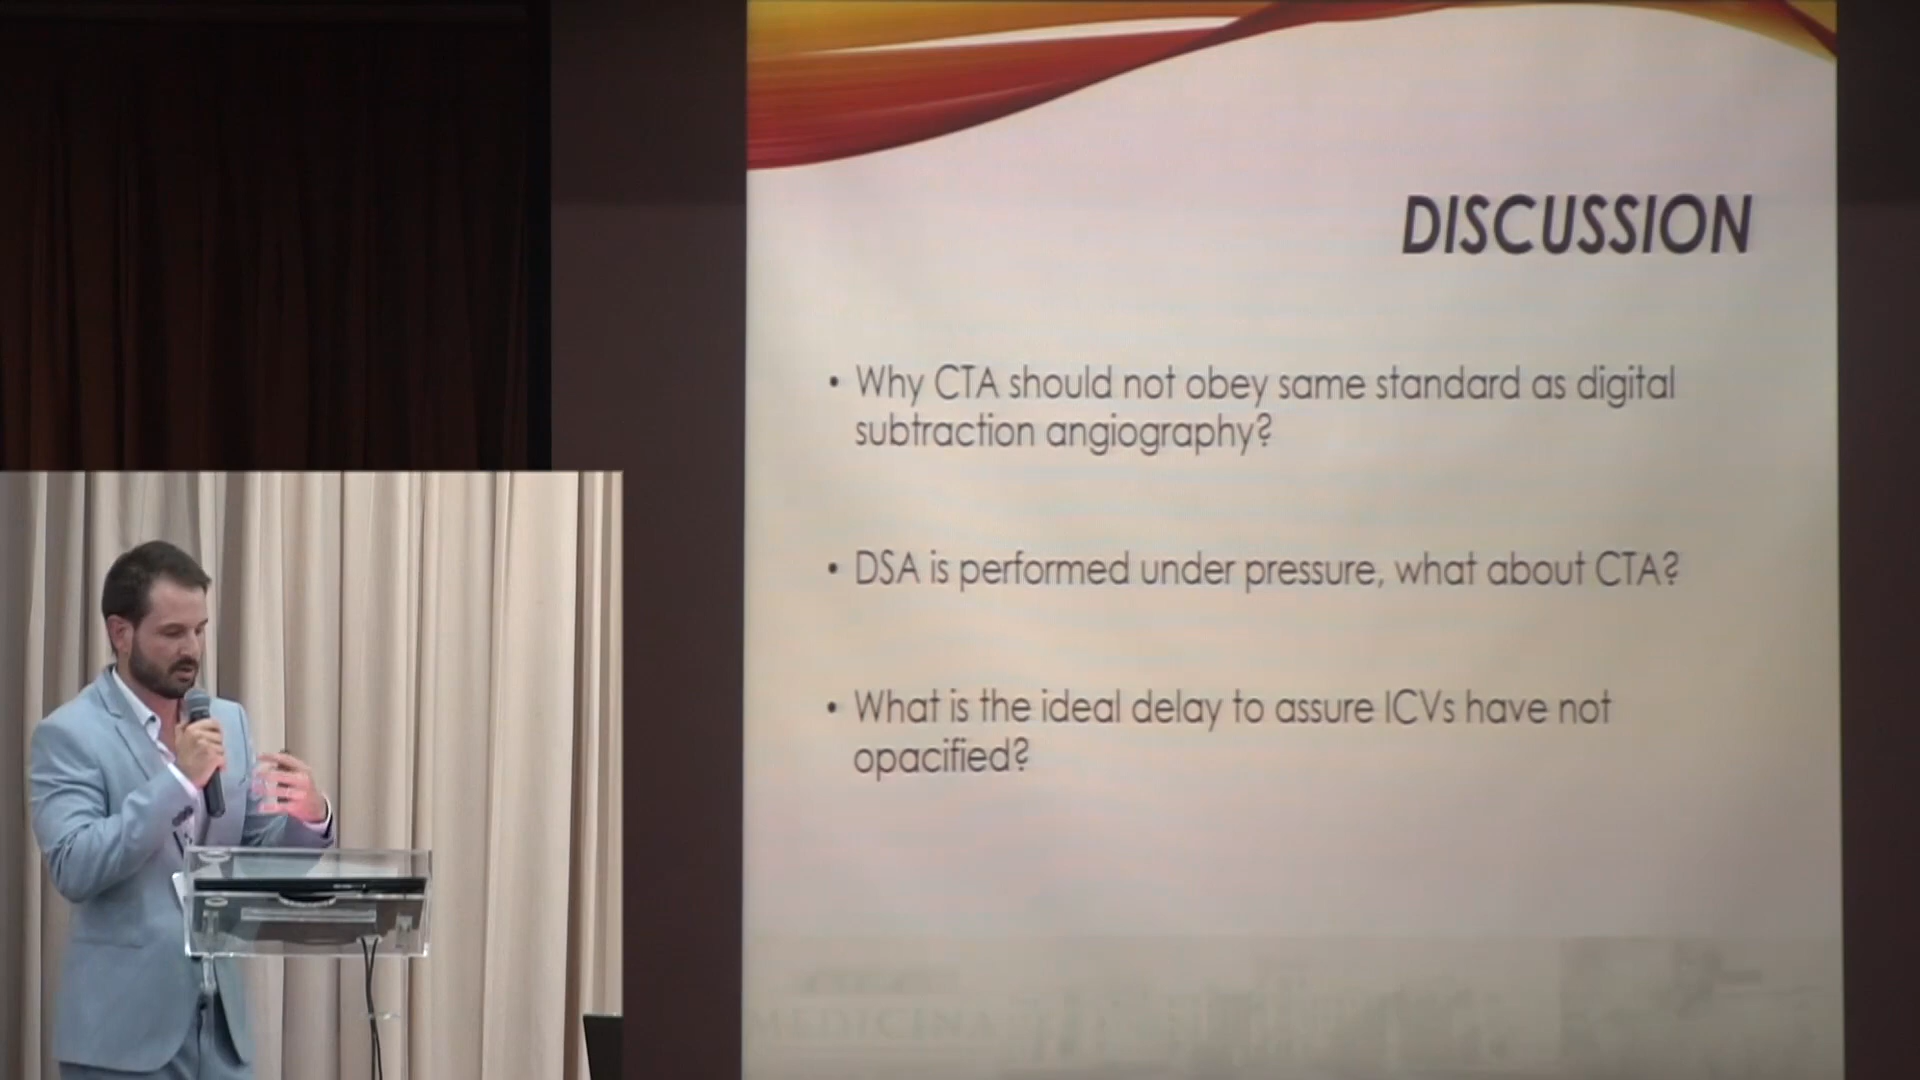 DISCUSSION
• Why CTA should not obey same standard as digital
subtraction angiography?
• DSA is performed under pressure, what about CTA?
• What is the ideal delay to assure ICVs have not
opacified?
MEDICINA